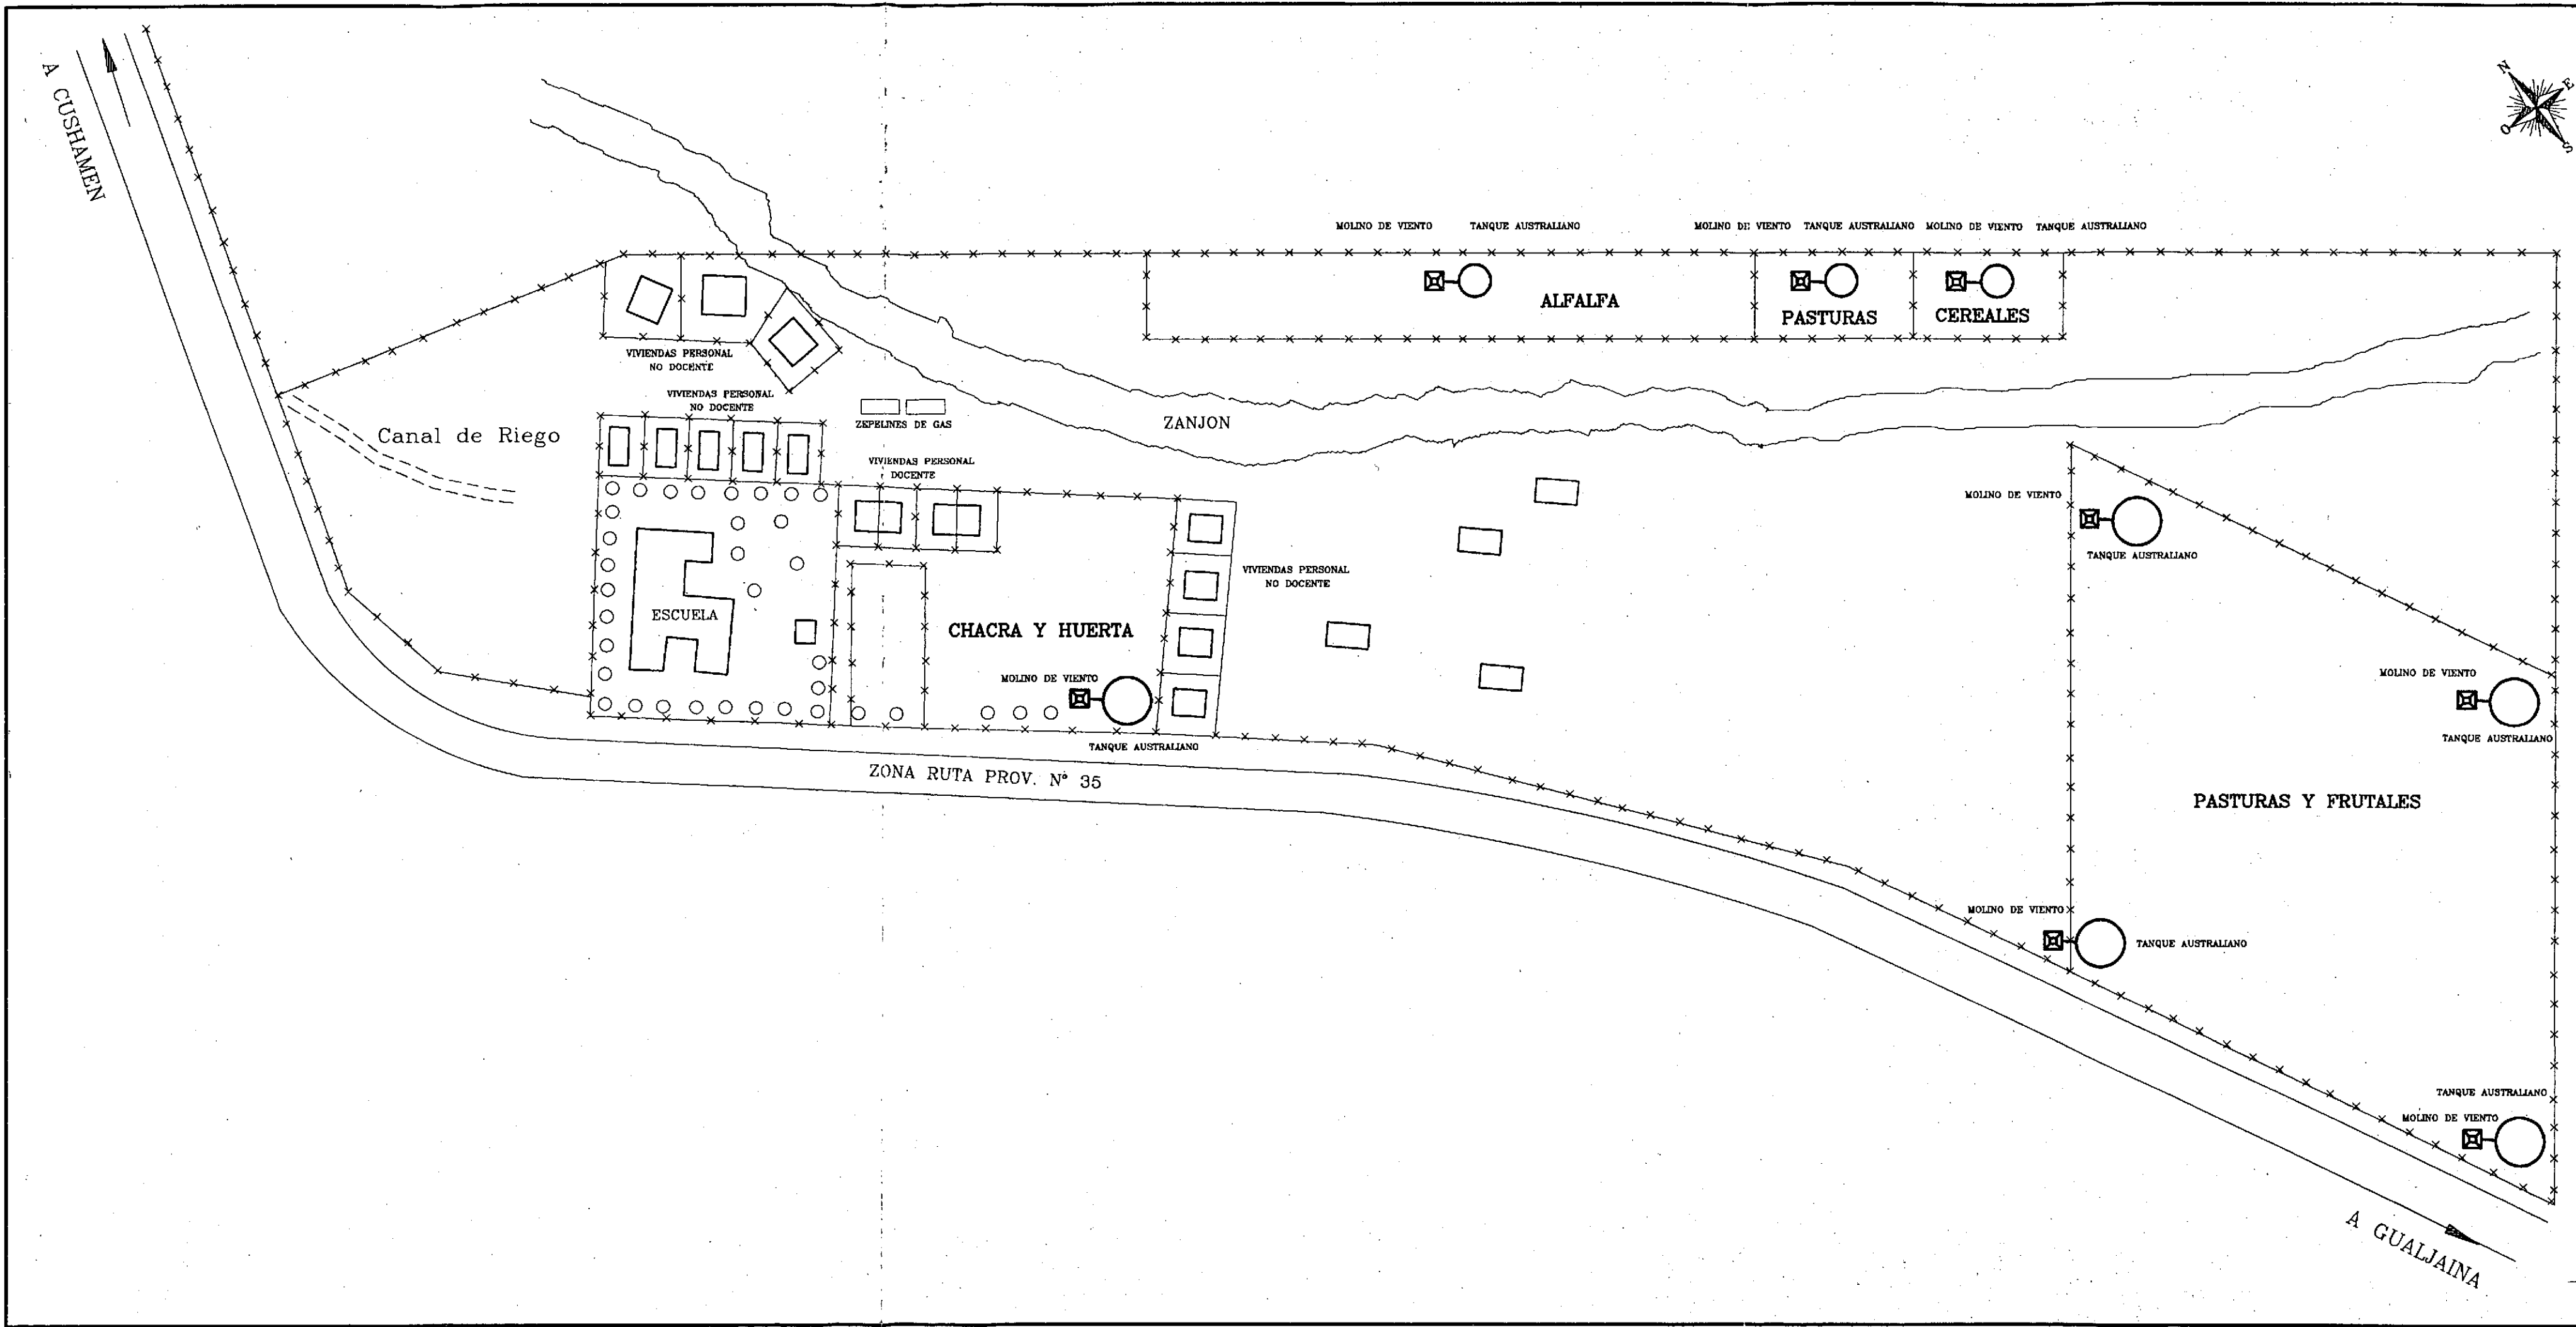 A CUSHAMEN
N
E
O
S
MOLINO DE VIENTO
TANQUE AUSTRALIANO
MOLINO DE VIENTO
TANQUE AUSTRALIANO
MOLINO DE VIENTO
TANQUE AUSTRALIANO
ALFALFA
PASTURAS
CEREALES
VIVIENDAS PERSONAL
NO DOCENTE
VIVIENDAS PERSONAL
NO DOCENTE
ZEPELINES DE GAS
ZANJON
Canal de Riego
VIVIENDAS PERSONAL
DOCENTE
MOLINO DE VIENTO
TANQUE AUSTRALIANO
VIVIENDAS PERSONAL
NO DOCENTE
ESCUELA
CHACRA Y HUERTA
MOLINO DE VIENTO
TANQUE AUSTRALIANO
MOLINO DE VIENTO
TANQUE AUSTRALIANO
ZONA RUTA PROV. Nº 35
PASTURAS Y FRUTALES
MOLINO DE VIENTO
TANQUE AUSTRALIANO
TANQUE AUSTRALIANO
MOLINO DE VIENTO
A GUALJAINA